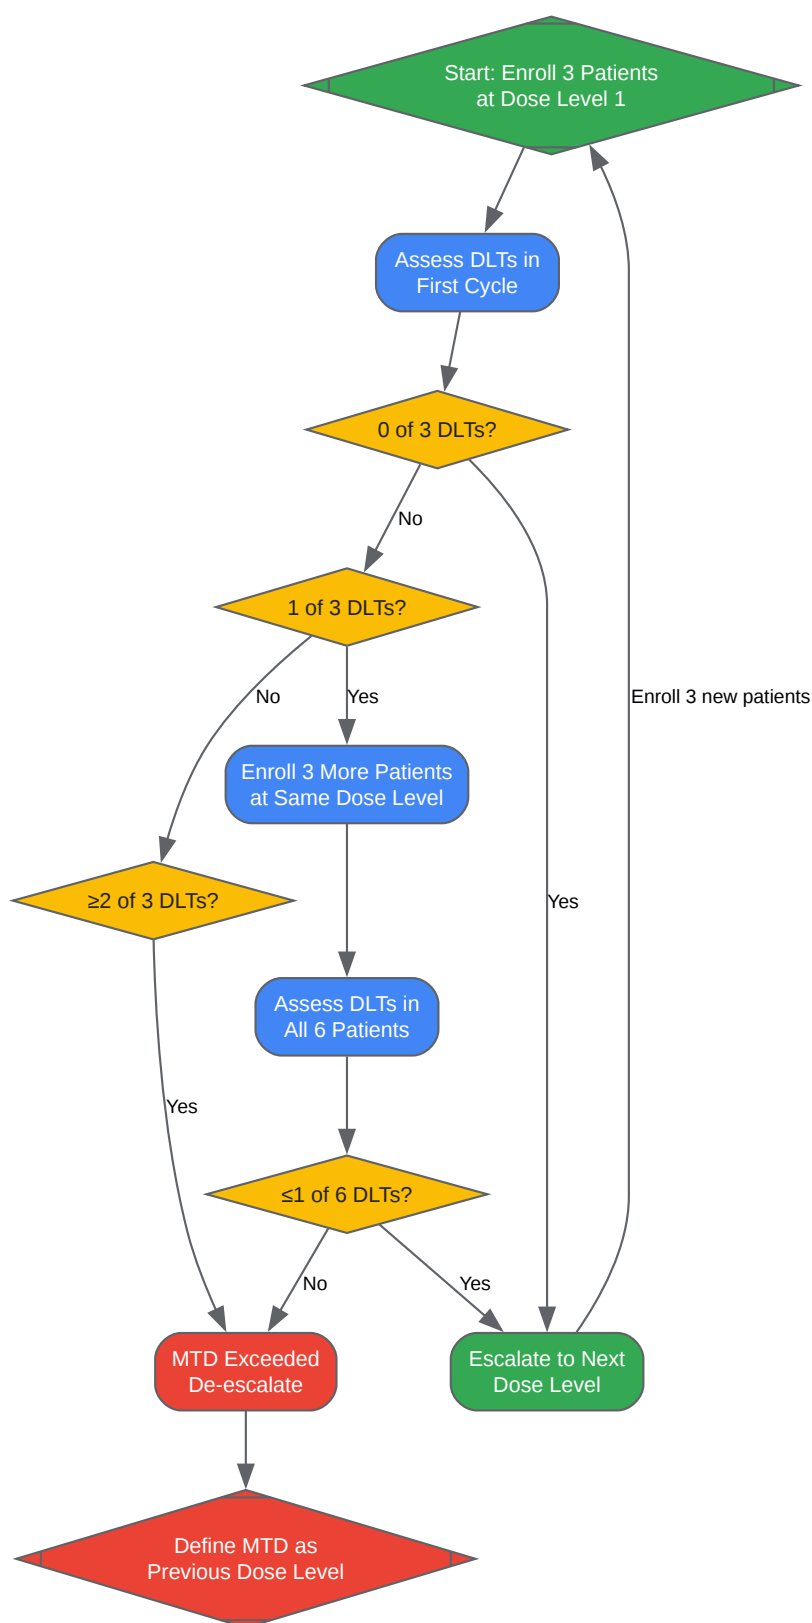 Start: Enroll 3 Patients
at Dose Level 1
Assess DLTs in
First Cycle
0 of 3 DLTs?
No
1 of 3 DLTs?
No
Yes
Enroll 3 new patients
Enroll 3 More Patients
at Same Dose Level
≥2 of 3 DLTs?
Yes
Assess DLTs in
All 6 Patients
Yes
≤1 of 6 DLTs?
No
Yes
MTD Exceeded
De-escalate
Escalate to Next
Dose Level
Define MTD as
Previous Dose Level